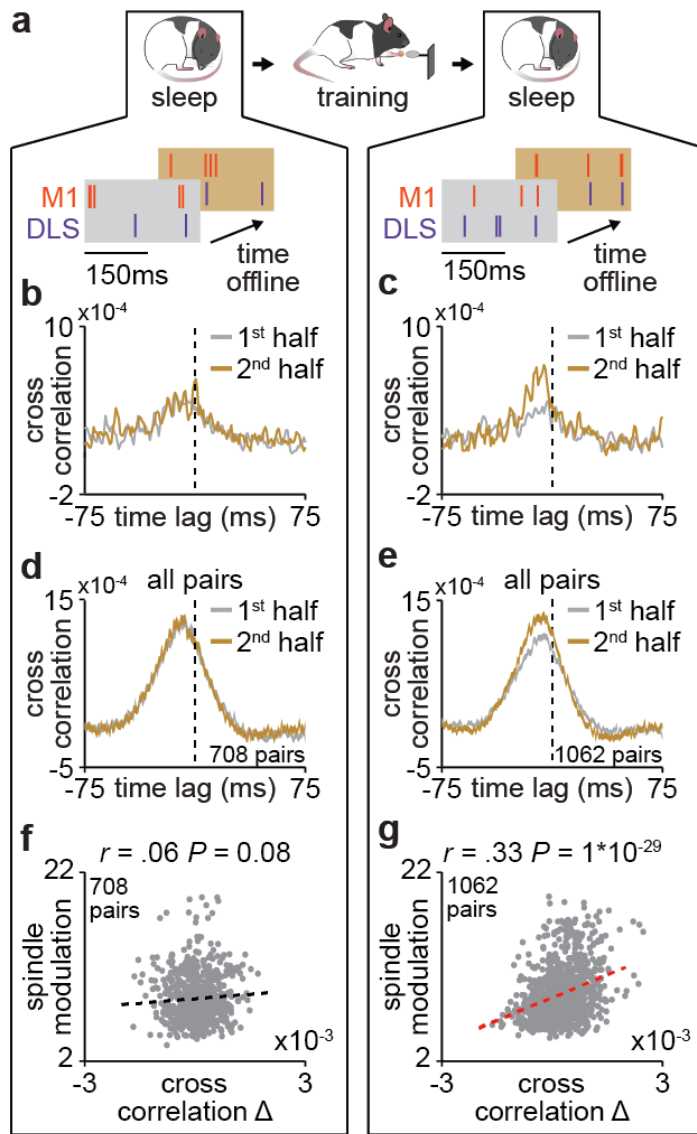 a
sleep
training
sleep
M1
DLS
150ms
time
offline
M1
DLS
150ms
time
offline
b
x10-4
10
1st half
2nd half
cross
correlation
-2
-75 time lag (ms) 75
c
x10-4
10
1st half
2nd half
cross
correlation
-2
-75 time lag (ms) 75
d
x10-4
15
all pairs
1st half
2nd half
cross
correlation
708 pairs
-5
-75 time lag (ms) 75
e
x10-4
15
all pairs
1st half
2nd half
cross
correlation
1062 pairs
-5
-75 time lag (ms) 75
f
r = .06 P = 0.08
22
708
pairs
spindle
modulation
2
x10-3
-3 cross 3
correlation Δ
g
r = .33 P = 1*10-29
22
1062
pairs
spindle
modulation
2
x10-3
-3 cross 3
correlation Δ